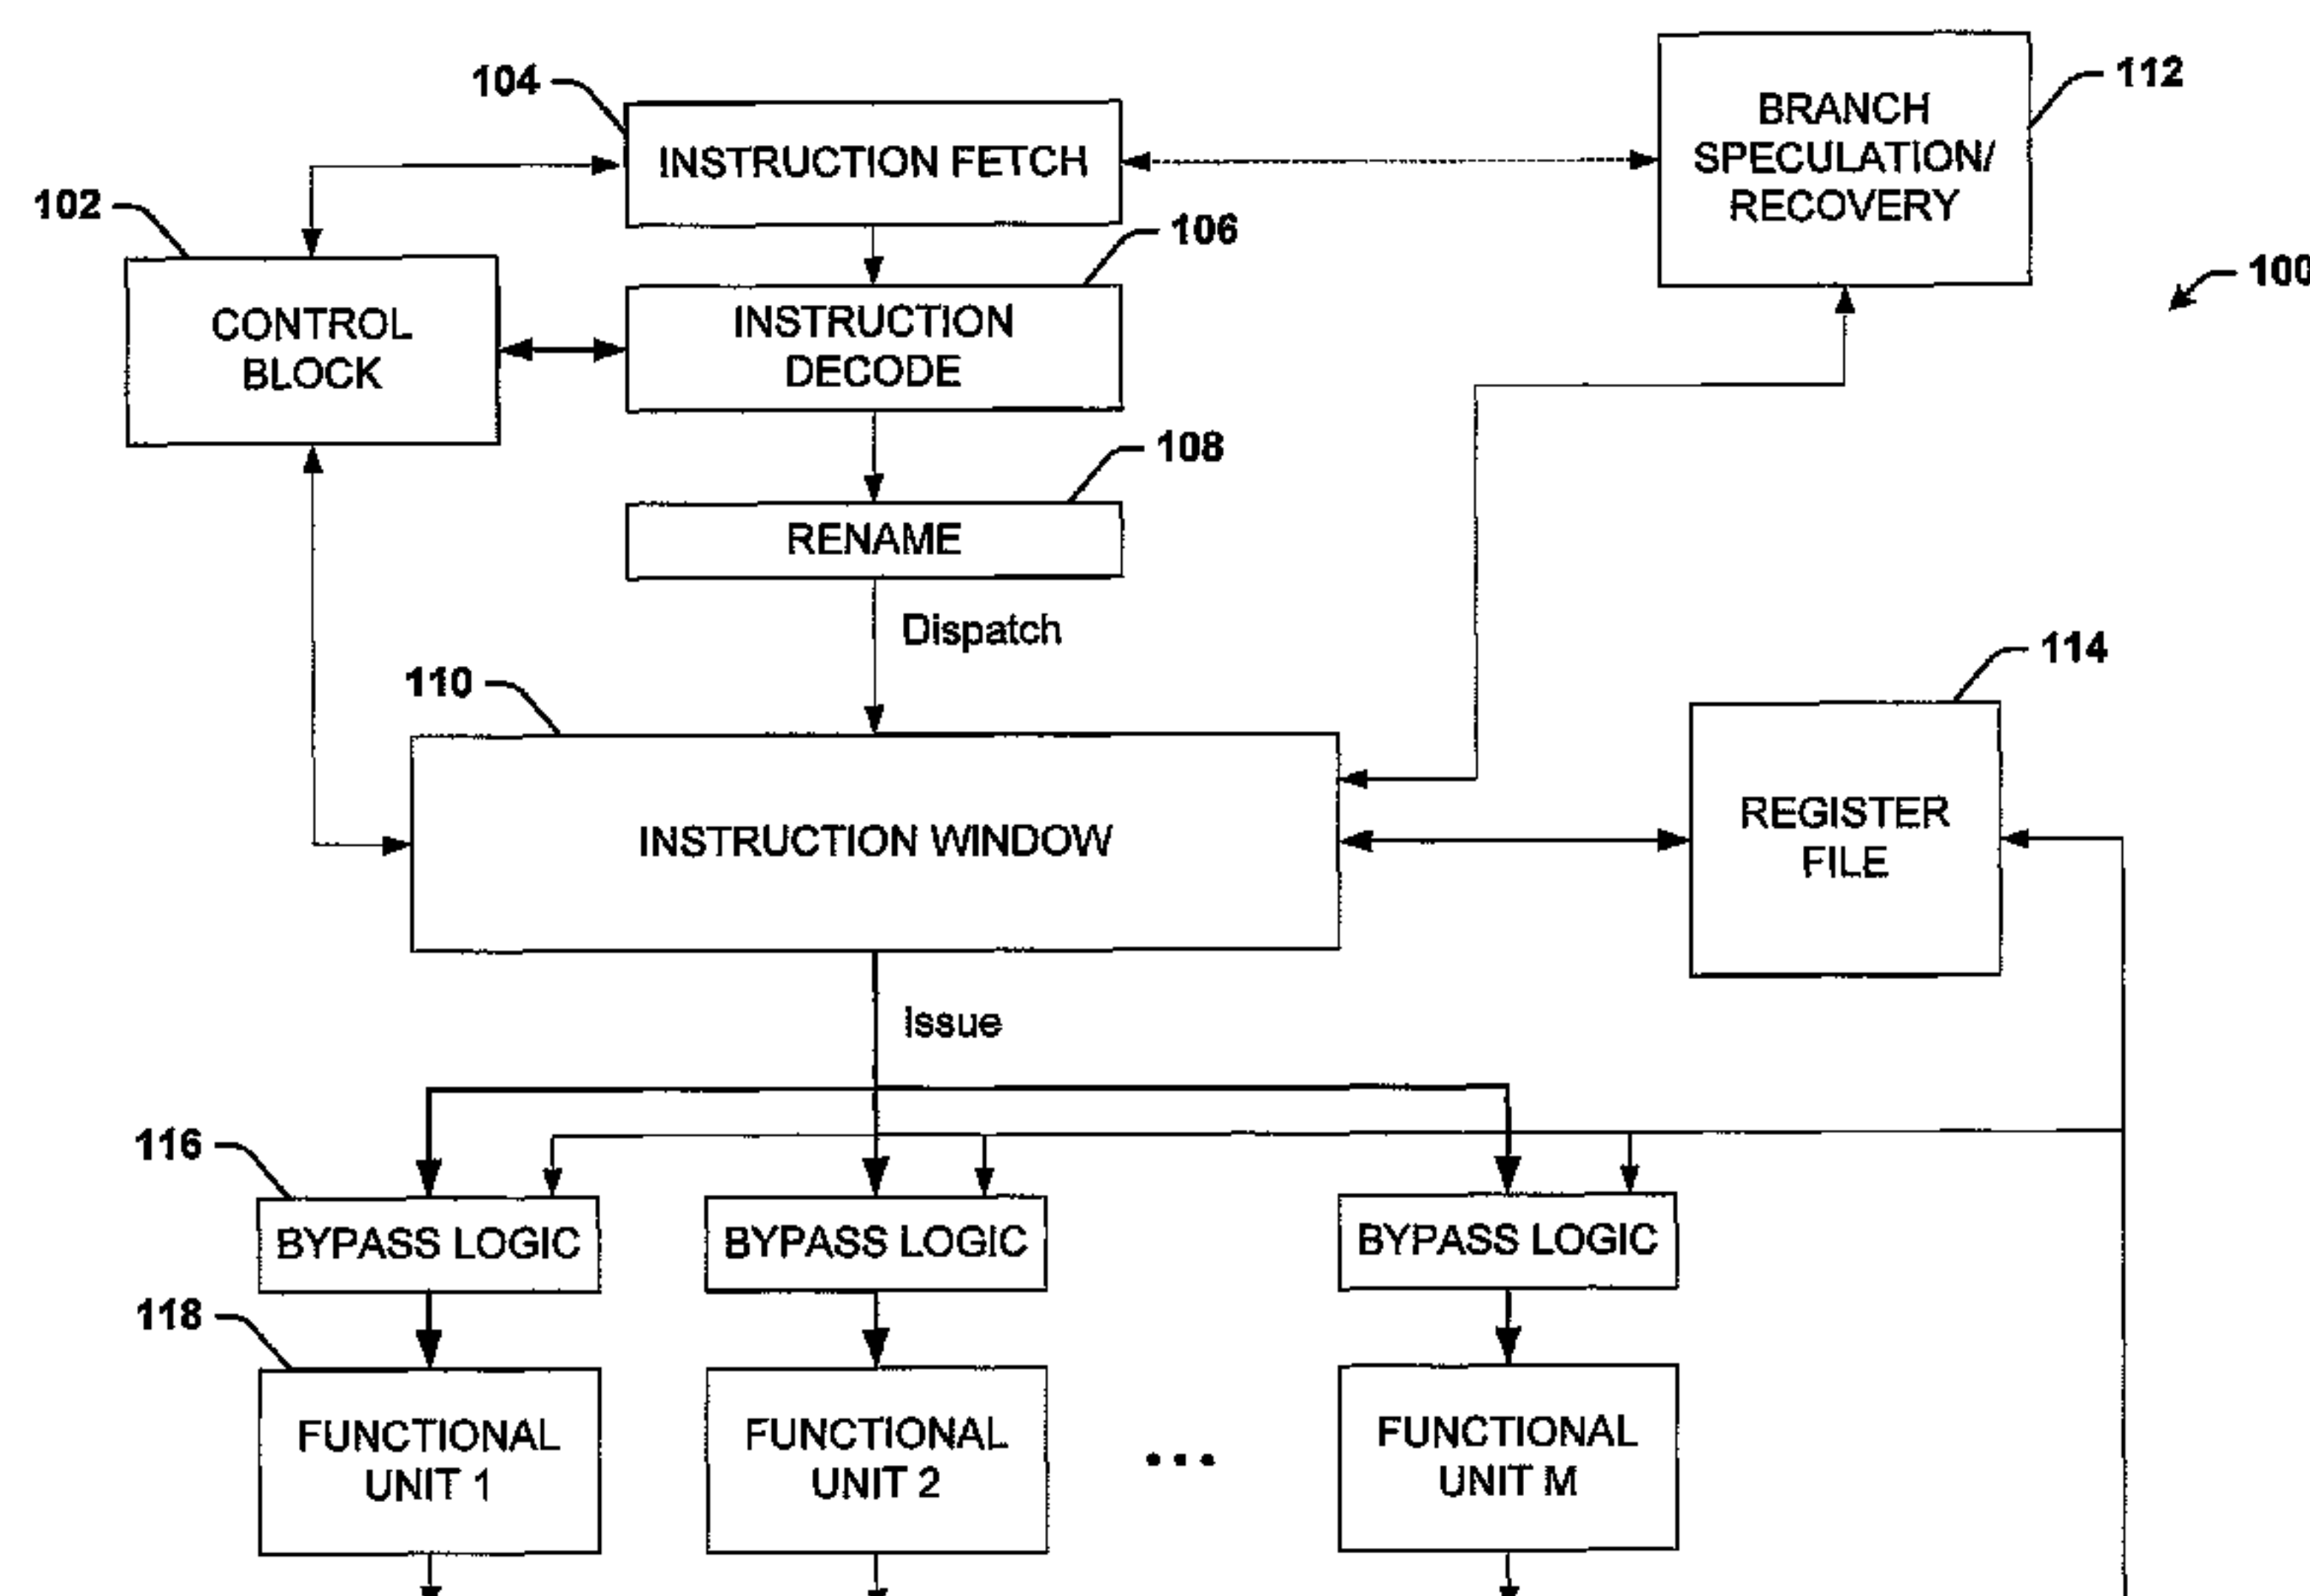 104
INSTRUCTION FETCH
BRANCH
SPECULATION/
RECOVERY
112
102
CONTROL
BLOCK
106
INSTRUCTION
DECODE
100
108
RENAME
Dispatch
110
INSTRUCTION WINDOW
114
REGISTER
FILE
Issue
116
BYPASS LOGIC
BYPASS LOGIC
BYPASS LOGIC
118
FUNCTIONAL
UNIT 1
FUNCTIONAL
UNIT 2
...
FUNCTIONAL
UNIT M